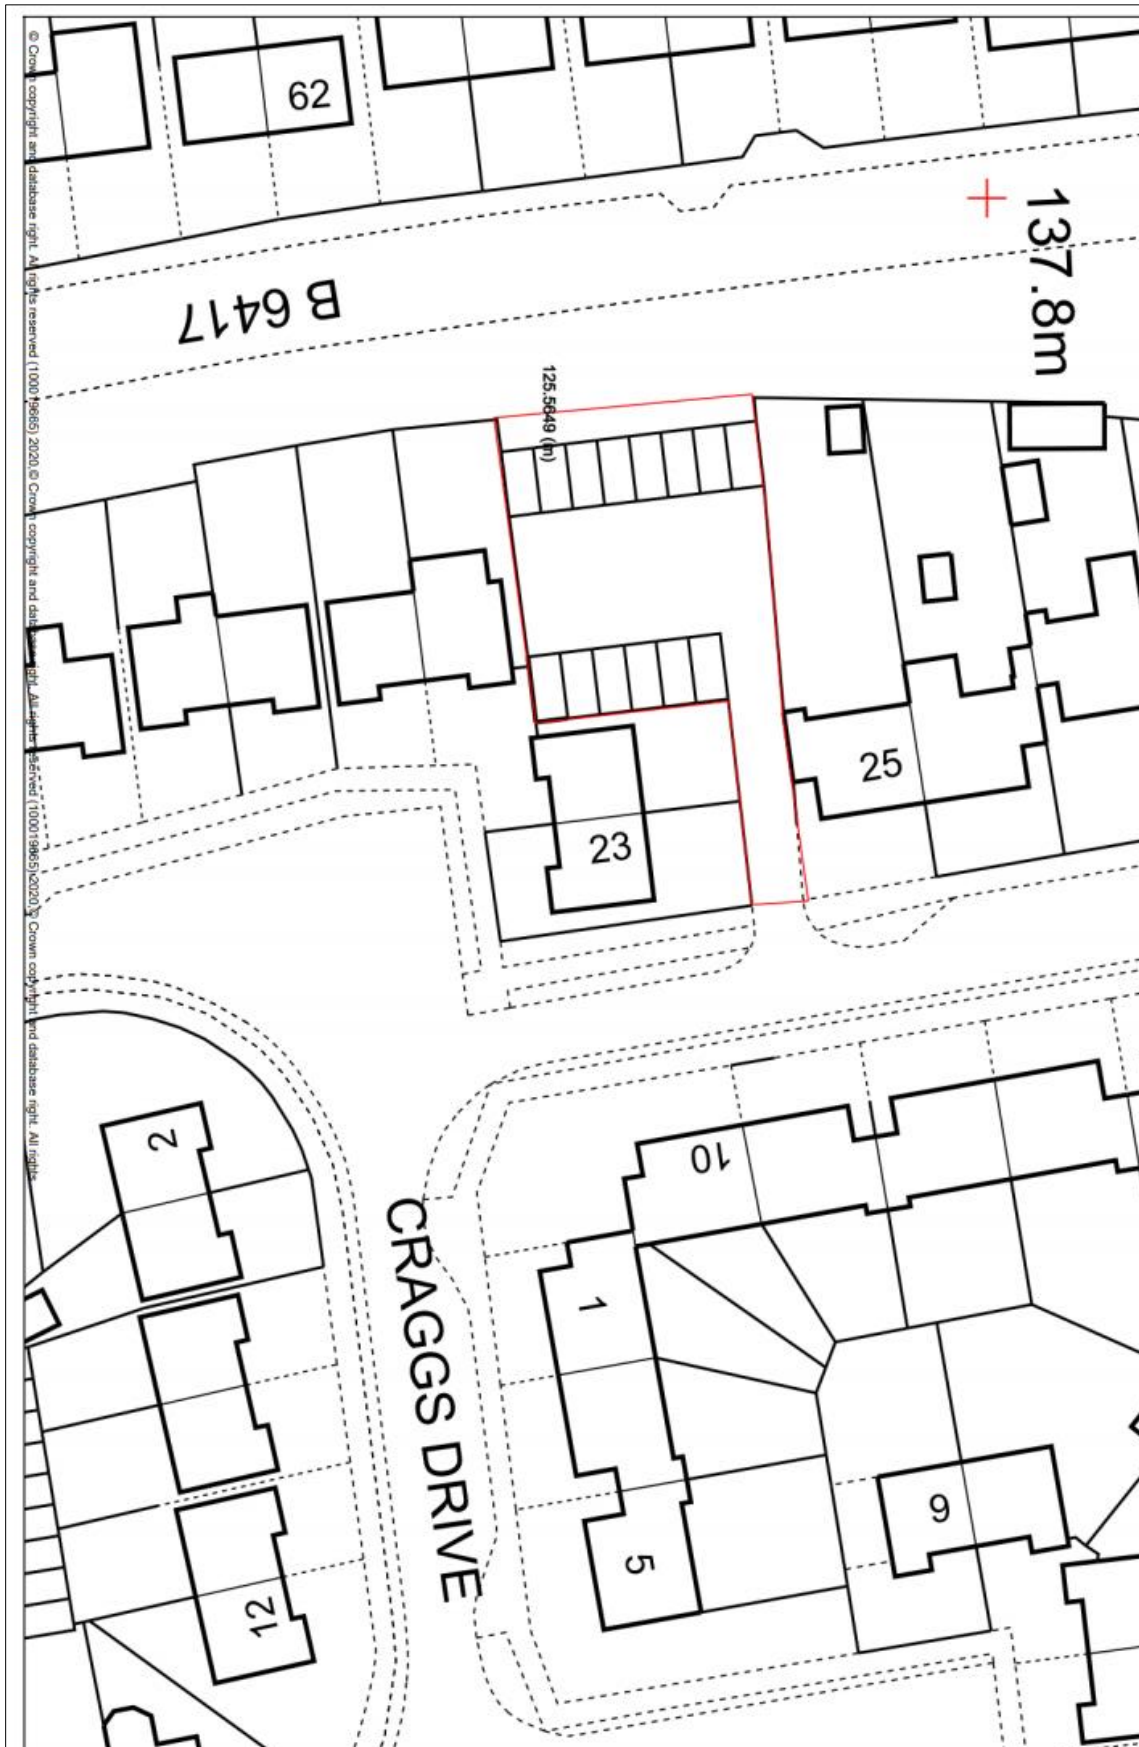 62
137.8m
B 6417
125.5649 (m)
25
23
2
10
1
CRAGGS DRIVE
9
5
12
© Crown copyright and database right. All rights reserved (100019665) 2020,© Crown copyright and database right. All rights reserved (100019665) 2020,© Crown copyright and database right. All rights